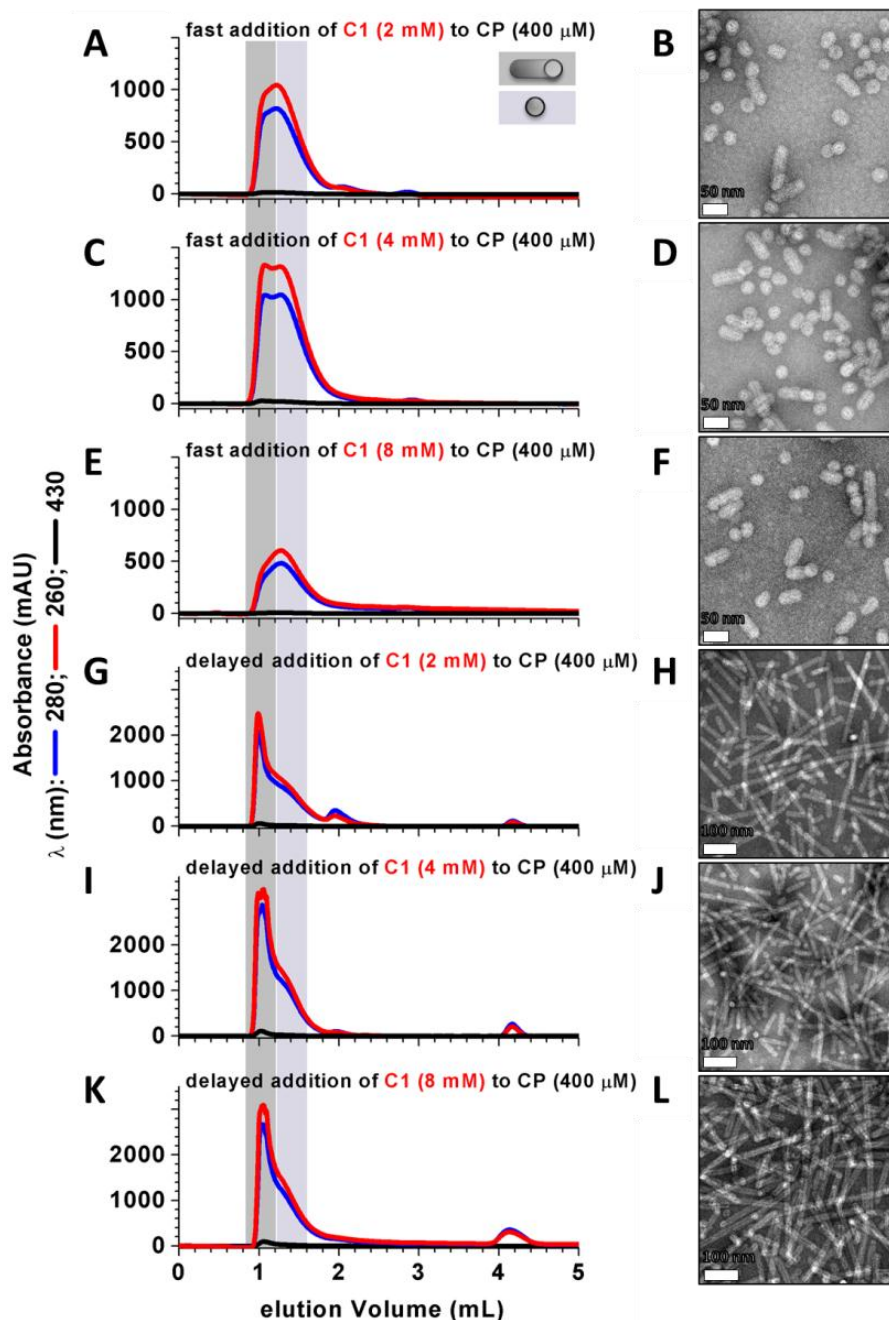 A
fast addition of C1 (2 mM) to CP (400 μM)
1000
500
0
B
50 nm
C
fast addition of C1 (4 mM) to CP (400 μM)
1000
500
0
D
50 nm
E
fast addition of C1 (8 mM) to CP (400 μM)
1000
500
0
F
50 nm
G
delayed addition of C1 (2 mM) to CP (400 μM)
2000
1000
0
H
100 nm
I
delayed addition of C1 (4 mM) to CP (400 μM)
2000
1000
0
J
100 nm
K
delayed addition of C1 (8 mM) to CP (400 μM)
2000
1000
0
L
100 nm
0 1 2 3 4 5
elution Volume (mL)
Absorbance (mAU)
λ (nm): 280; 260; 430